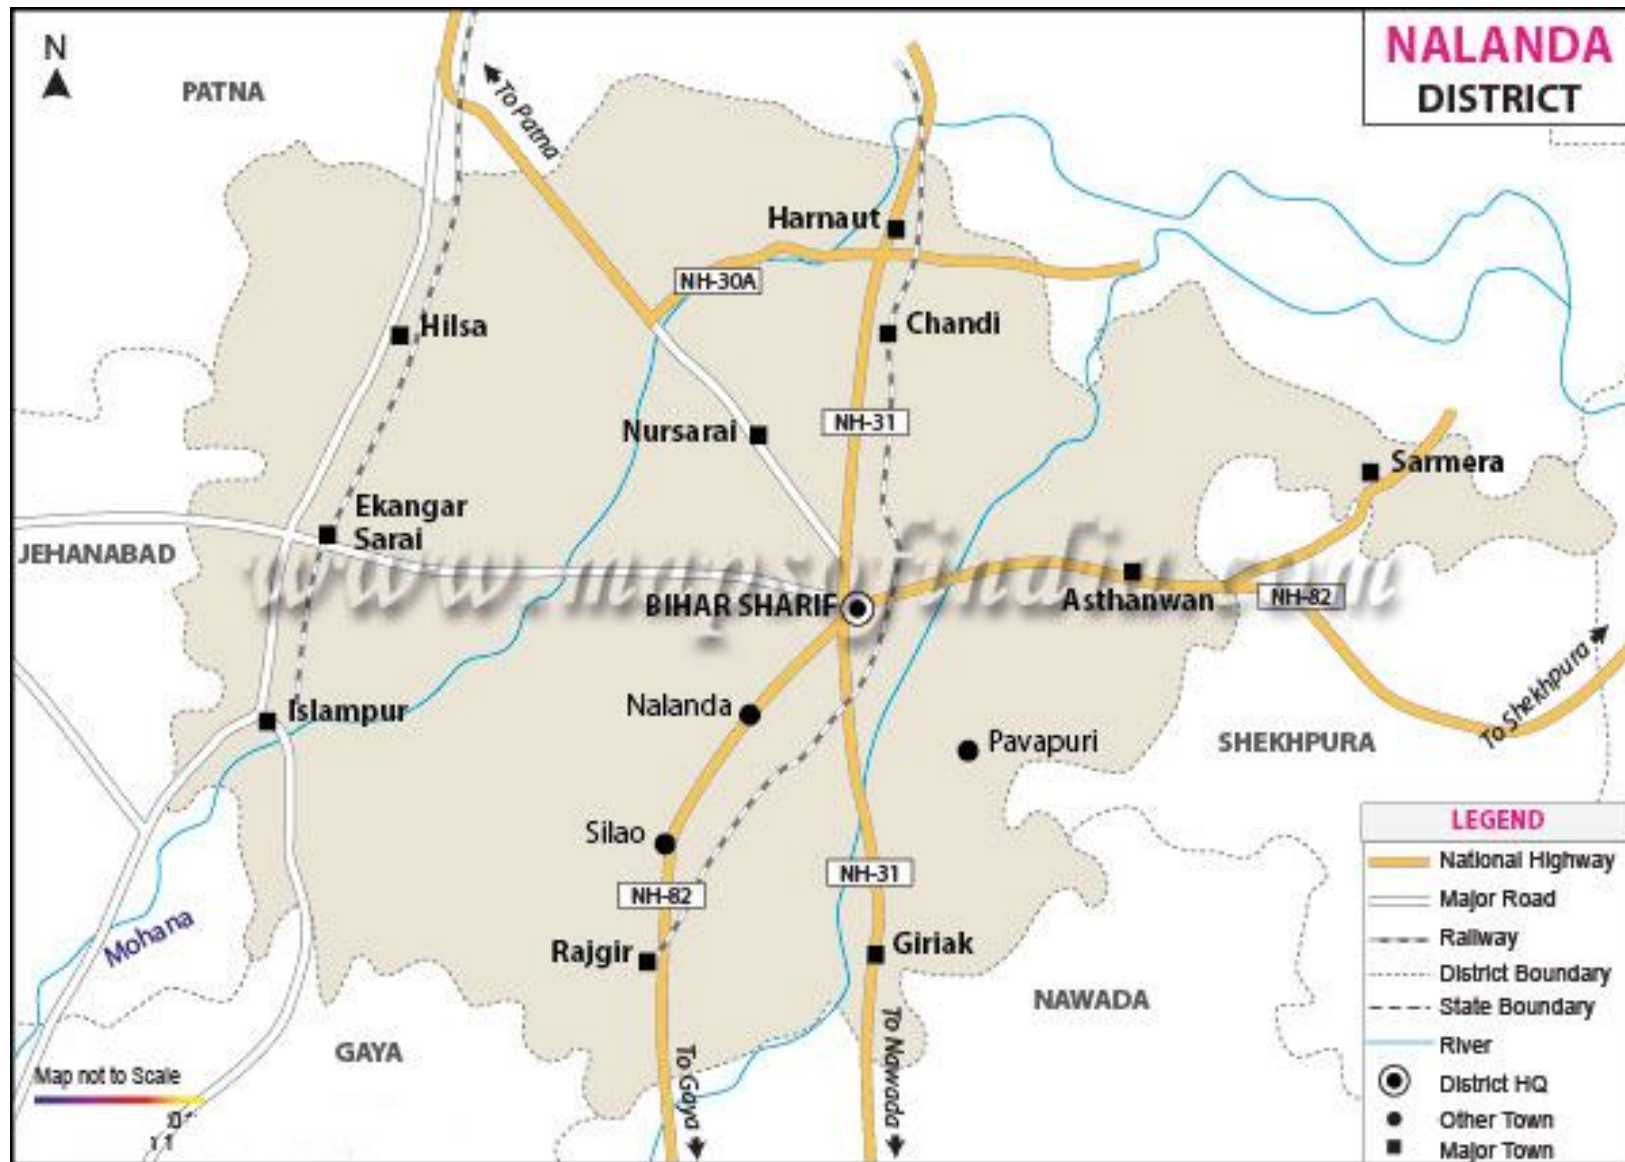 NALANDA
DISTRICT
N
PATNA
To Patna
Harnaut
NH-30A
Hilsa
Chandi
Nursarai
NH-31
Sarmera
Ekangar
Sarai
JEHANABAD
www.mapsofindia.com
BIHAR SHARIF
Asthanwan
NH-82
Islampur
Nalanda
Pavapuri
To Shekhpura
SHEKHPURA
Silao
NH-82
NH-31
Mohana
Rajgir
Giriak
NAWADA
GAYA
To Gaya
To Nawada
Map not to Scale
LEGEND
National Highway
Major Road
Railway
District Boundary
State Boundary
River
District HQ
Other Town
Major Town